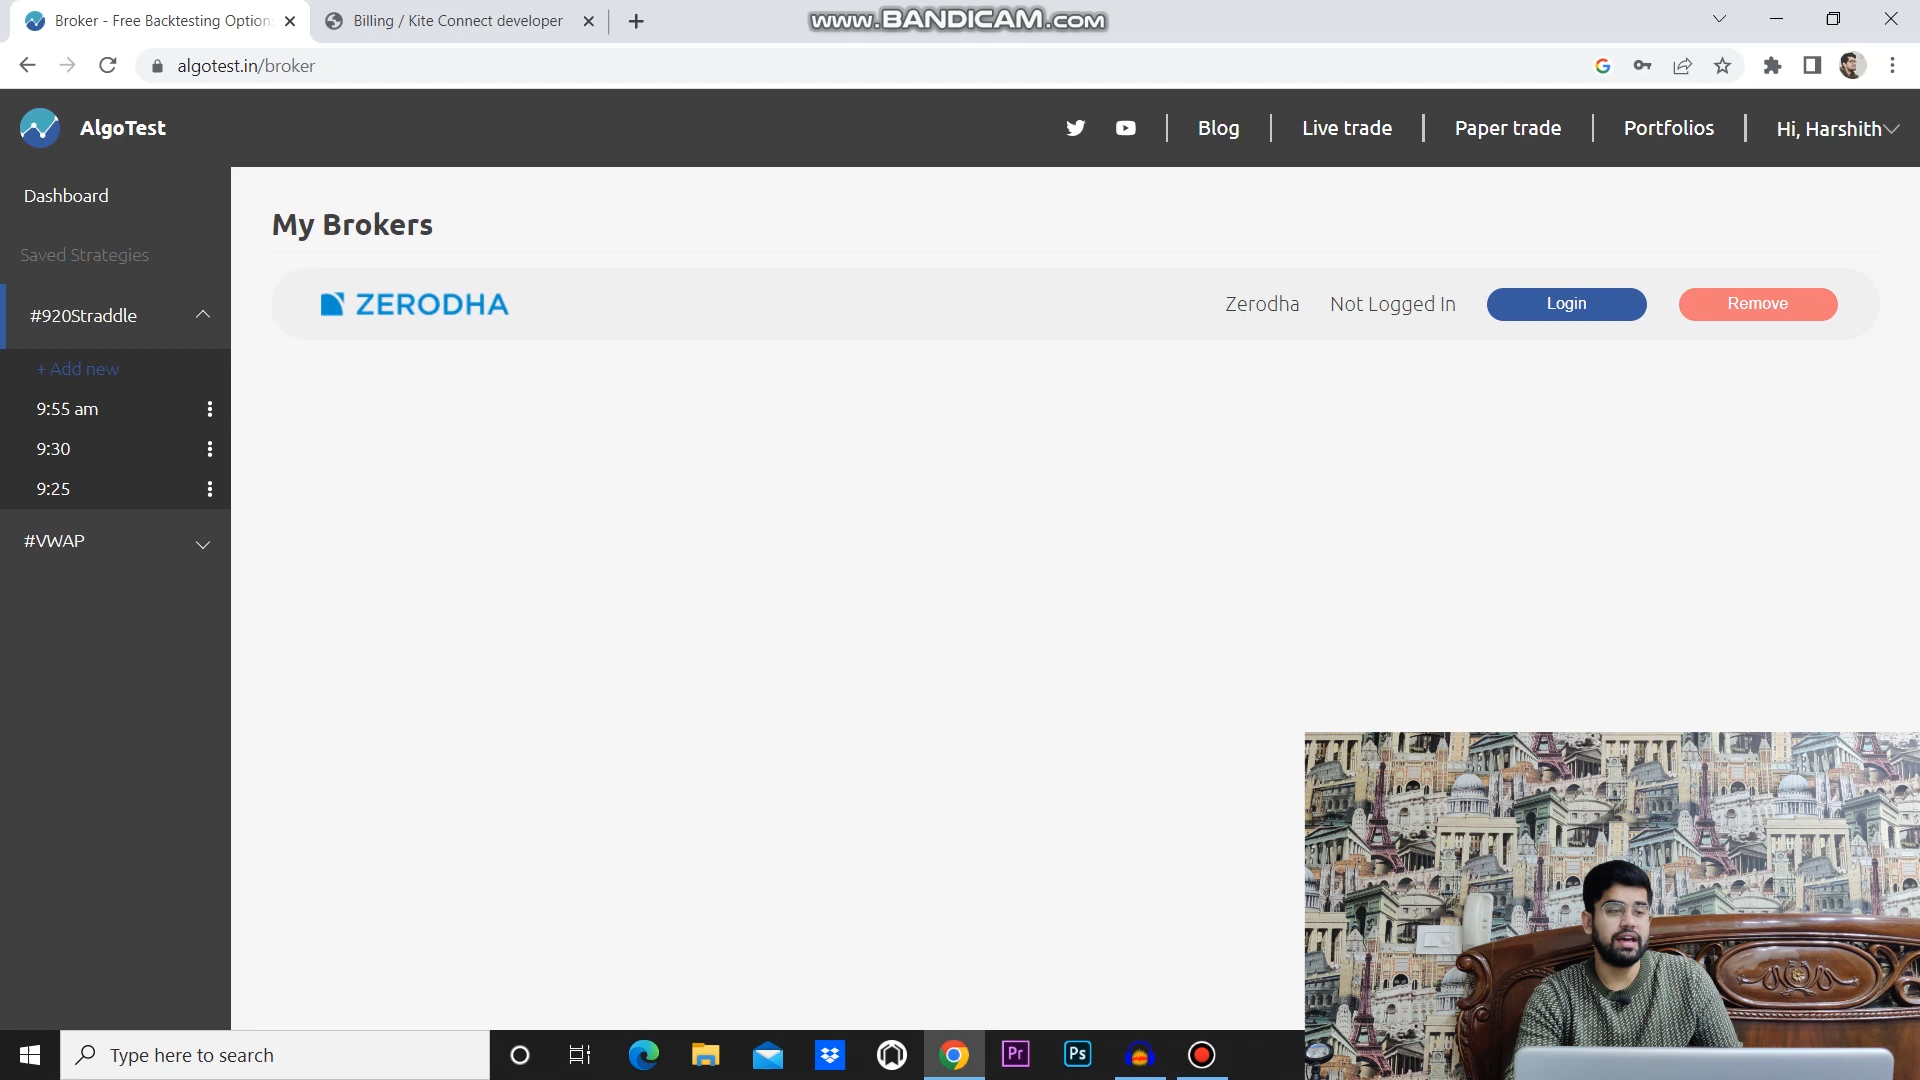 Broker - Free Backtesting Option
Billing / Kite Connect developer
www.BANDICAM.com
algotest.in/broker
AlgoTest
Blog
Live trade
Paper trade
Portfolios
Hi, Harshith
Dashboard
Saved Strategies
#920Straddle
+ Add new
9:55 am
9:30
9:25
#VWAP
My Brokers
ZERODHA
Zerodha
Not Logged In
Login
Remove
Type here to search
Pr
Ps